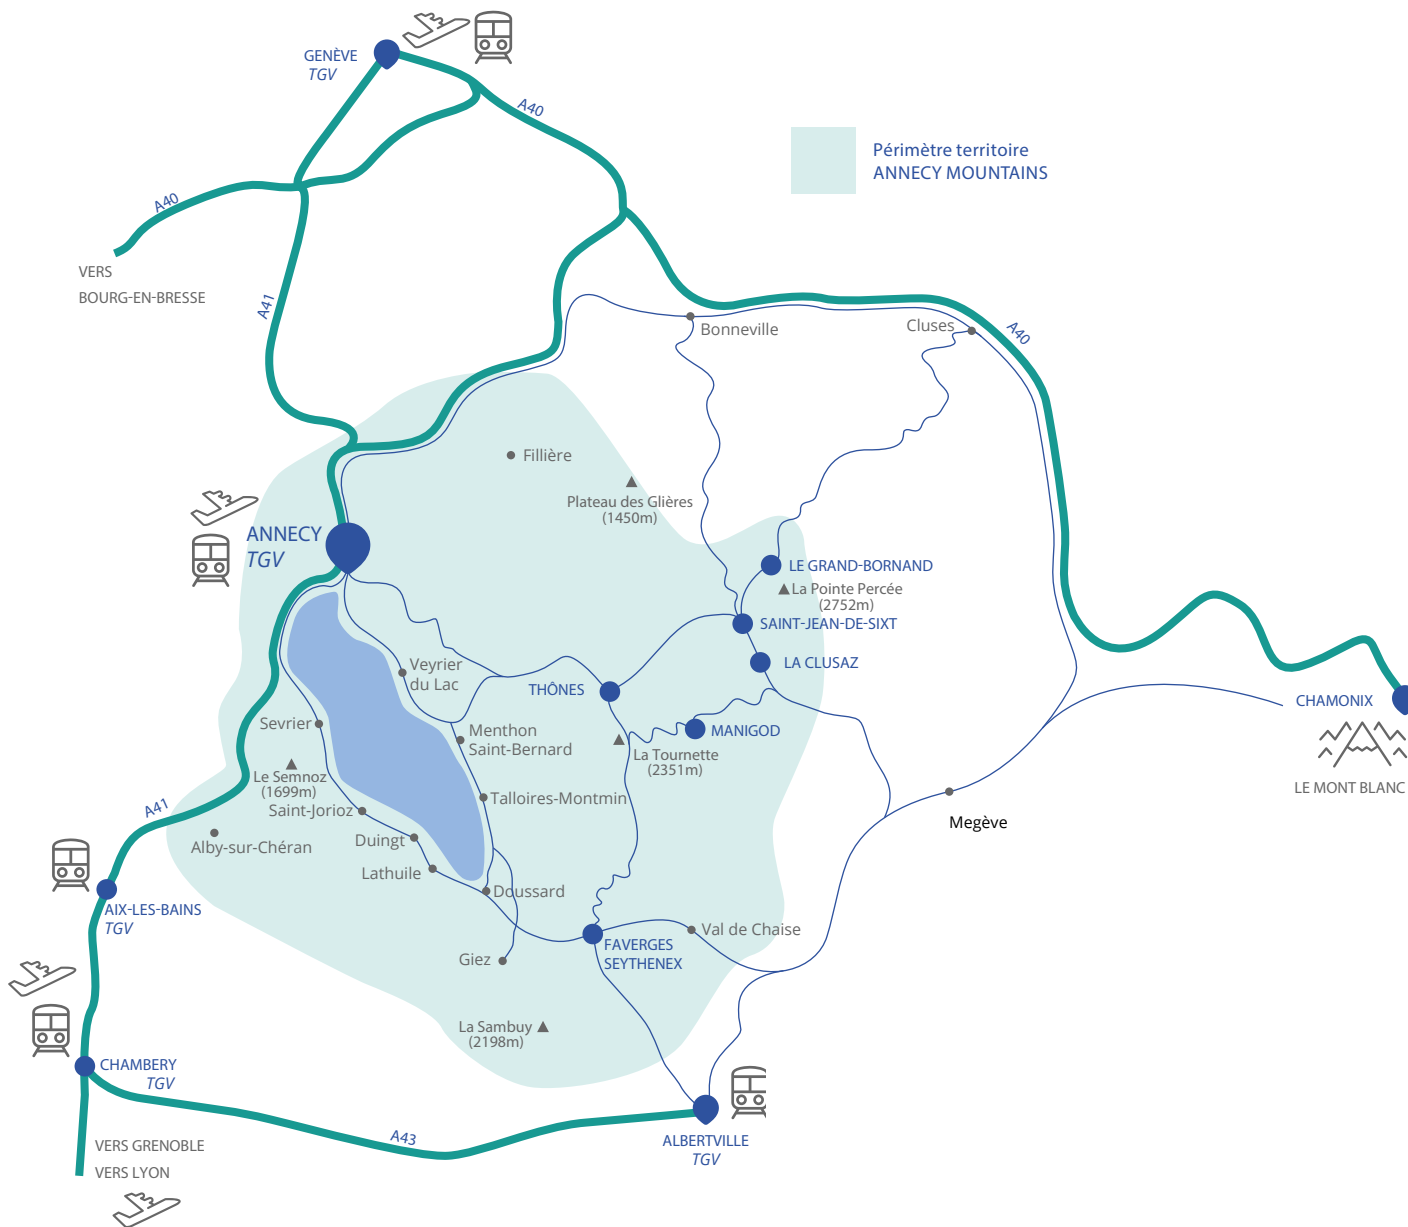 GENÈVE
TGV
A40
Périmètre territoire
ANNECY MOUNTAINS
A40
VERS
BOURG-EN-BRESSE
A41
Bonneville
Cluses
A40
Fillière
Plateau des Glières
(1450m)
ANNECY
TGV
LE GRAND-BORNAND
La Pointe Percée
(2752m)
SAINT-JEAN-DE-SIXT
LA CLUSAZ
Veyrier
du Lac
THÔNES
CHAMONIX
Sevrier
Menthon
Saint-Bernard
MANIGOD
La Tournette
(2351m)
Le Semnoz
(1699m)
LE MONT BLANC
Talloires-Montmin
A41
Saint-Jorioz
Megève
Alby-sur-Chéran
Duingt
Lathuile
Doussard
AIX-LES-BAINS
TGV
Val de Chaise
FAVERGES
SEYTHENEX
Giez
La Sambuy
(2198m)
CHAMBERY
TGV
A43
ALBERTVILLE
TGV
VERS GRENOBLE
VERS LYON